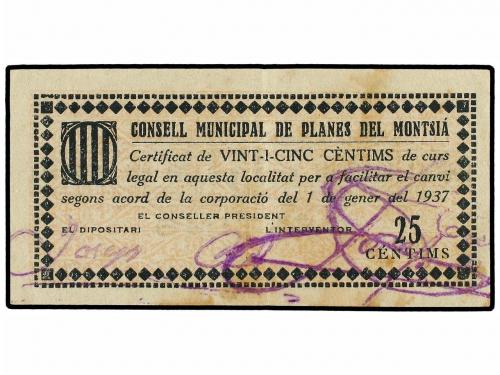 CONSELL MUNICIPAL DE PLANES DEL MONTSIÁ
Certificat de VINT-I-CINC CÈNTIMS de curs
legal en aquesta localitat per a facilitar el canvi
segons acord de la corporació del 1 de gener del 1937
EL CONSELLER PRESIDENT
EL DIPOSITARI L'INTERVENTOR
25
CÈNTIMS